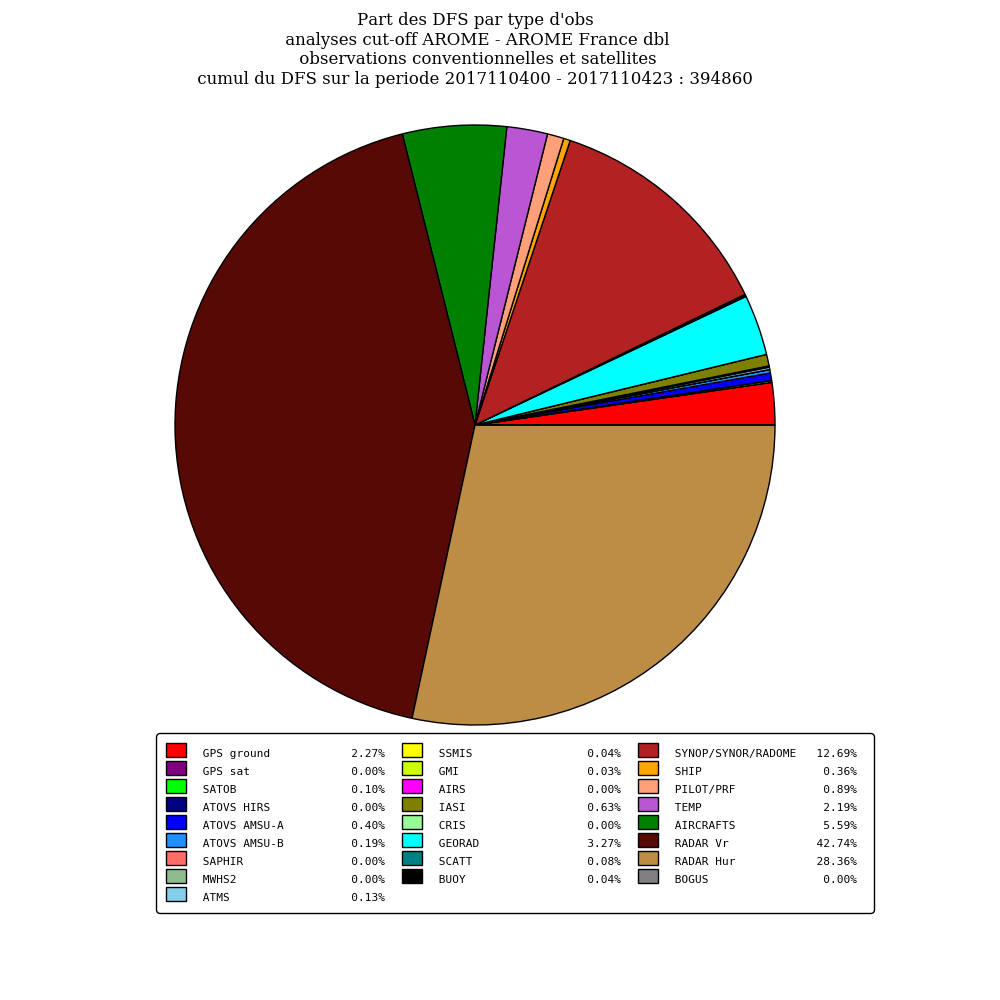 Part des DFS par type d'obs
analyses cut-off AROME - AROME France dbl
observations conventionnelles et satellites
cumul du DFS sur la periode 2017110400 - 2017110423 : 394860
GPS ground 2.27%
GPS sat 0.00%
SATOB 0.10%
ATOVS HIRS 0.00%
ATOVS AMSU-A 0.40%
ATOVS AMSU-B 0.19%
SAPHIR 0.00%
MWHS2 0.00%
ATMS 0.13%
SSMIS 0.04%
GMI 0.03%
AIRS 0.00%
IASI 0.63%
CRIS 0.00%
GEORAD 3.27%
SCATT 0.08%
BUOY 0.04%
SYNOP/SYNOR/RADOME 12.69%
SHIP 0.36%
PILOT/PRF 0.89%
TEMP 2.19%
AIRCRAFTS 5.59%
RADAR Vr 42.74%
RADAR Hur 28.36%
BOGUS 0.00%